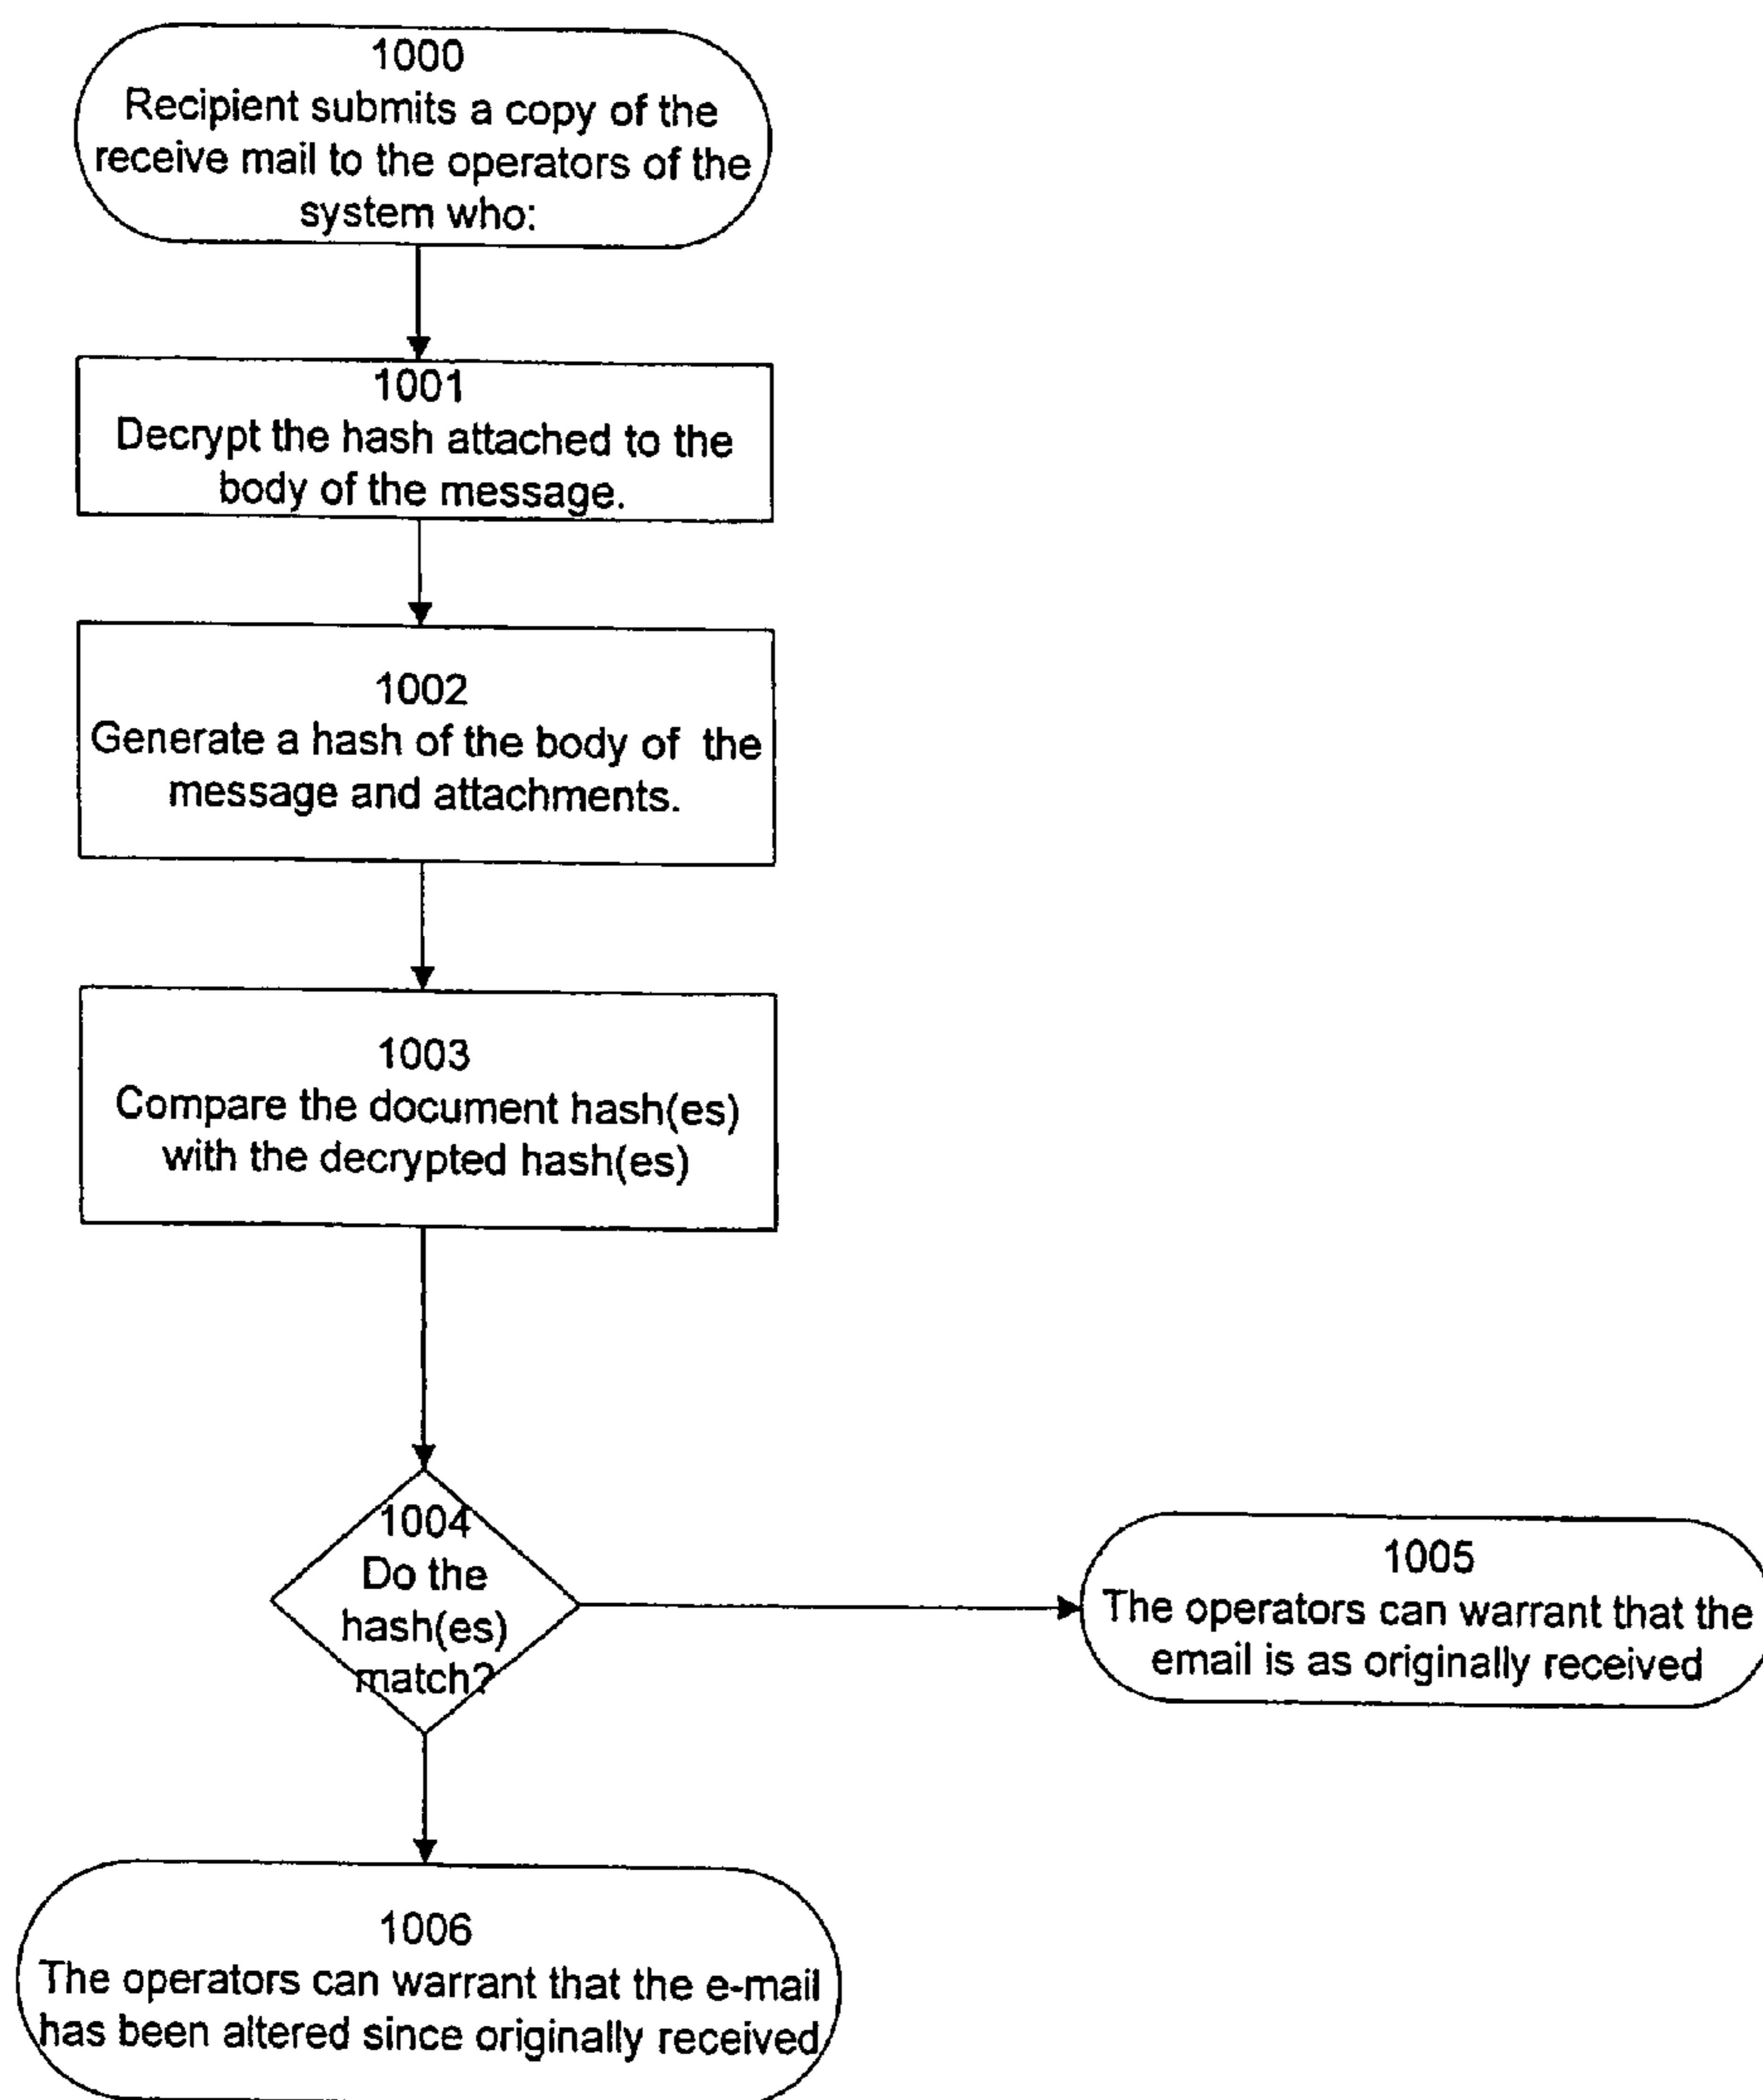 1000
Recipient submits a copy of the
receive mail to the operators of the
system who:
1001
Decrypt the hash attached to the
body of the message.
1002
Generate a hash of the body of the
message and attachments.
1003
Compare the document hash(es)
with the decrypted hash(es)
1004
Do the
hash(es)
match?
1005
The operators can warrant that the
email is as originally received
1006
The operators can warrant that the e-mail
has been altered since originally received